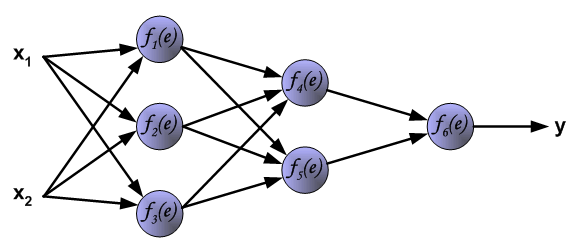 x₁
x₂
f₁(e)
f₂(e)
f₃(e)
f₄(e)
f₅(e)
f₆(e)
y